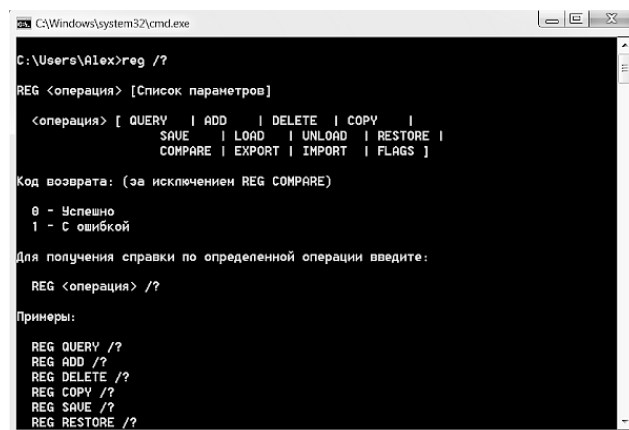 C:\Windows\system32\cmd.exe
C:\Users\Alex>reg /?
REG <операция> [Список параметров]
<операция> [ QUERY | ADD | DELETE | COPY |
SAVE | LOAD | UNLOAD | RESTORE |
COMPARE | EXPORT | IMPORT | FLAGS ]
Код возврата: (за исключением REG COMPARE)
0 - Успешно
1 - С ошибкой
Для получения справки по определенной операции введите:
REG <операция> /?
Примеры:
REG QUERY /?
REG ADD /?
REG DELETE /?
REG COPY /?
REG SAVE /?
REG RESTORE /?